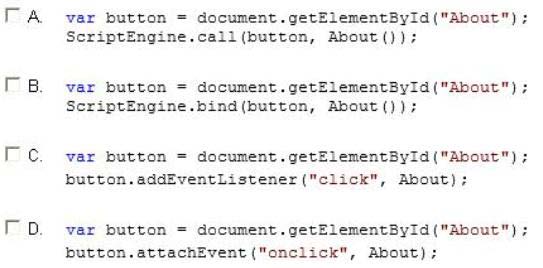 A. var button = document.getElementById("About");
ScriptEngine.call(button, About());
B. var button = document.getElementById("About");
ScriptEngine.bind(button, About());
C. var button = document.getElementById("About");
button.addEventListener("click", About);
D. var button = document.getElementById("About");
button.attachEvent("onclick", About);